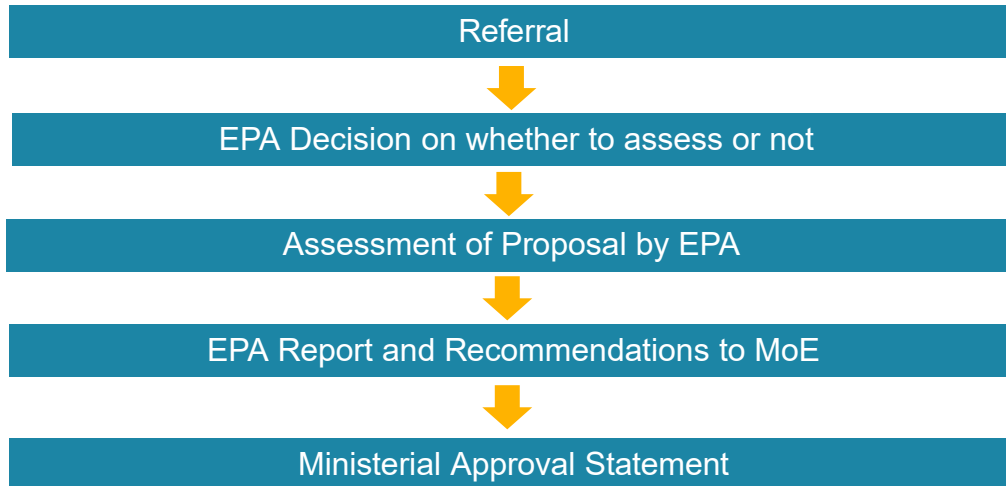 Referral
EPA Decision on whether to assess or not
Assessment of Proposal by EPA
EPA Report and Recommendations to MoE
Ministerial Approval Statement